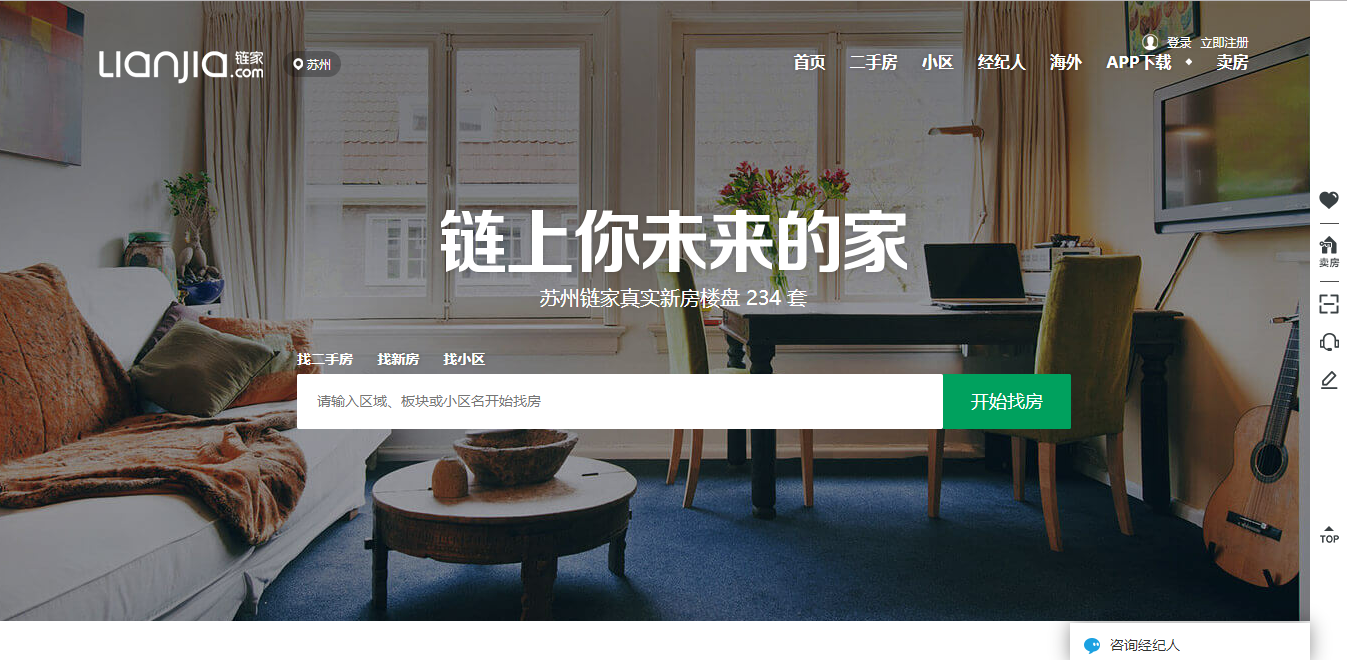 登录 立即注册
LIANJIA 链家 .com
苏州
首页 二手房 小区 经纪人 海外 APP下载 卖房
链上你未来的家
苏州链家真实新房楼盘 234 套
找二手房 找新房 找小区
请输入区域、板块或小区名开始找房
开始找房
卖房
TOP
咨询经纪人